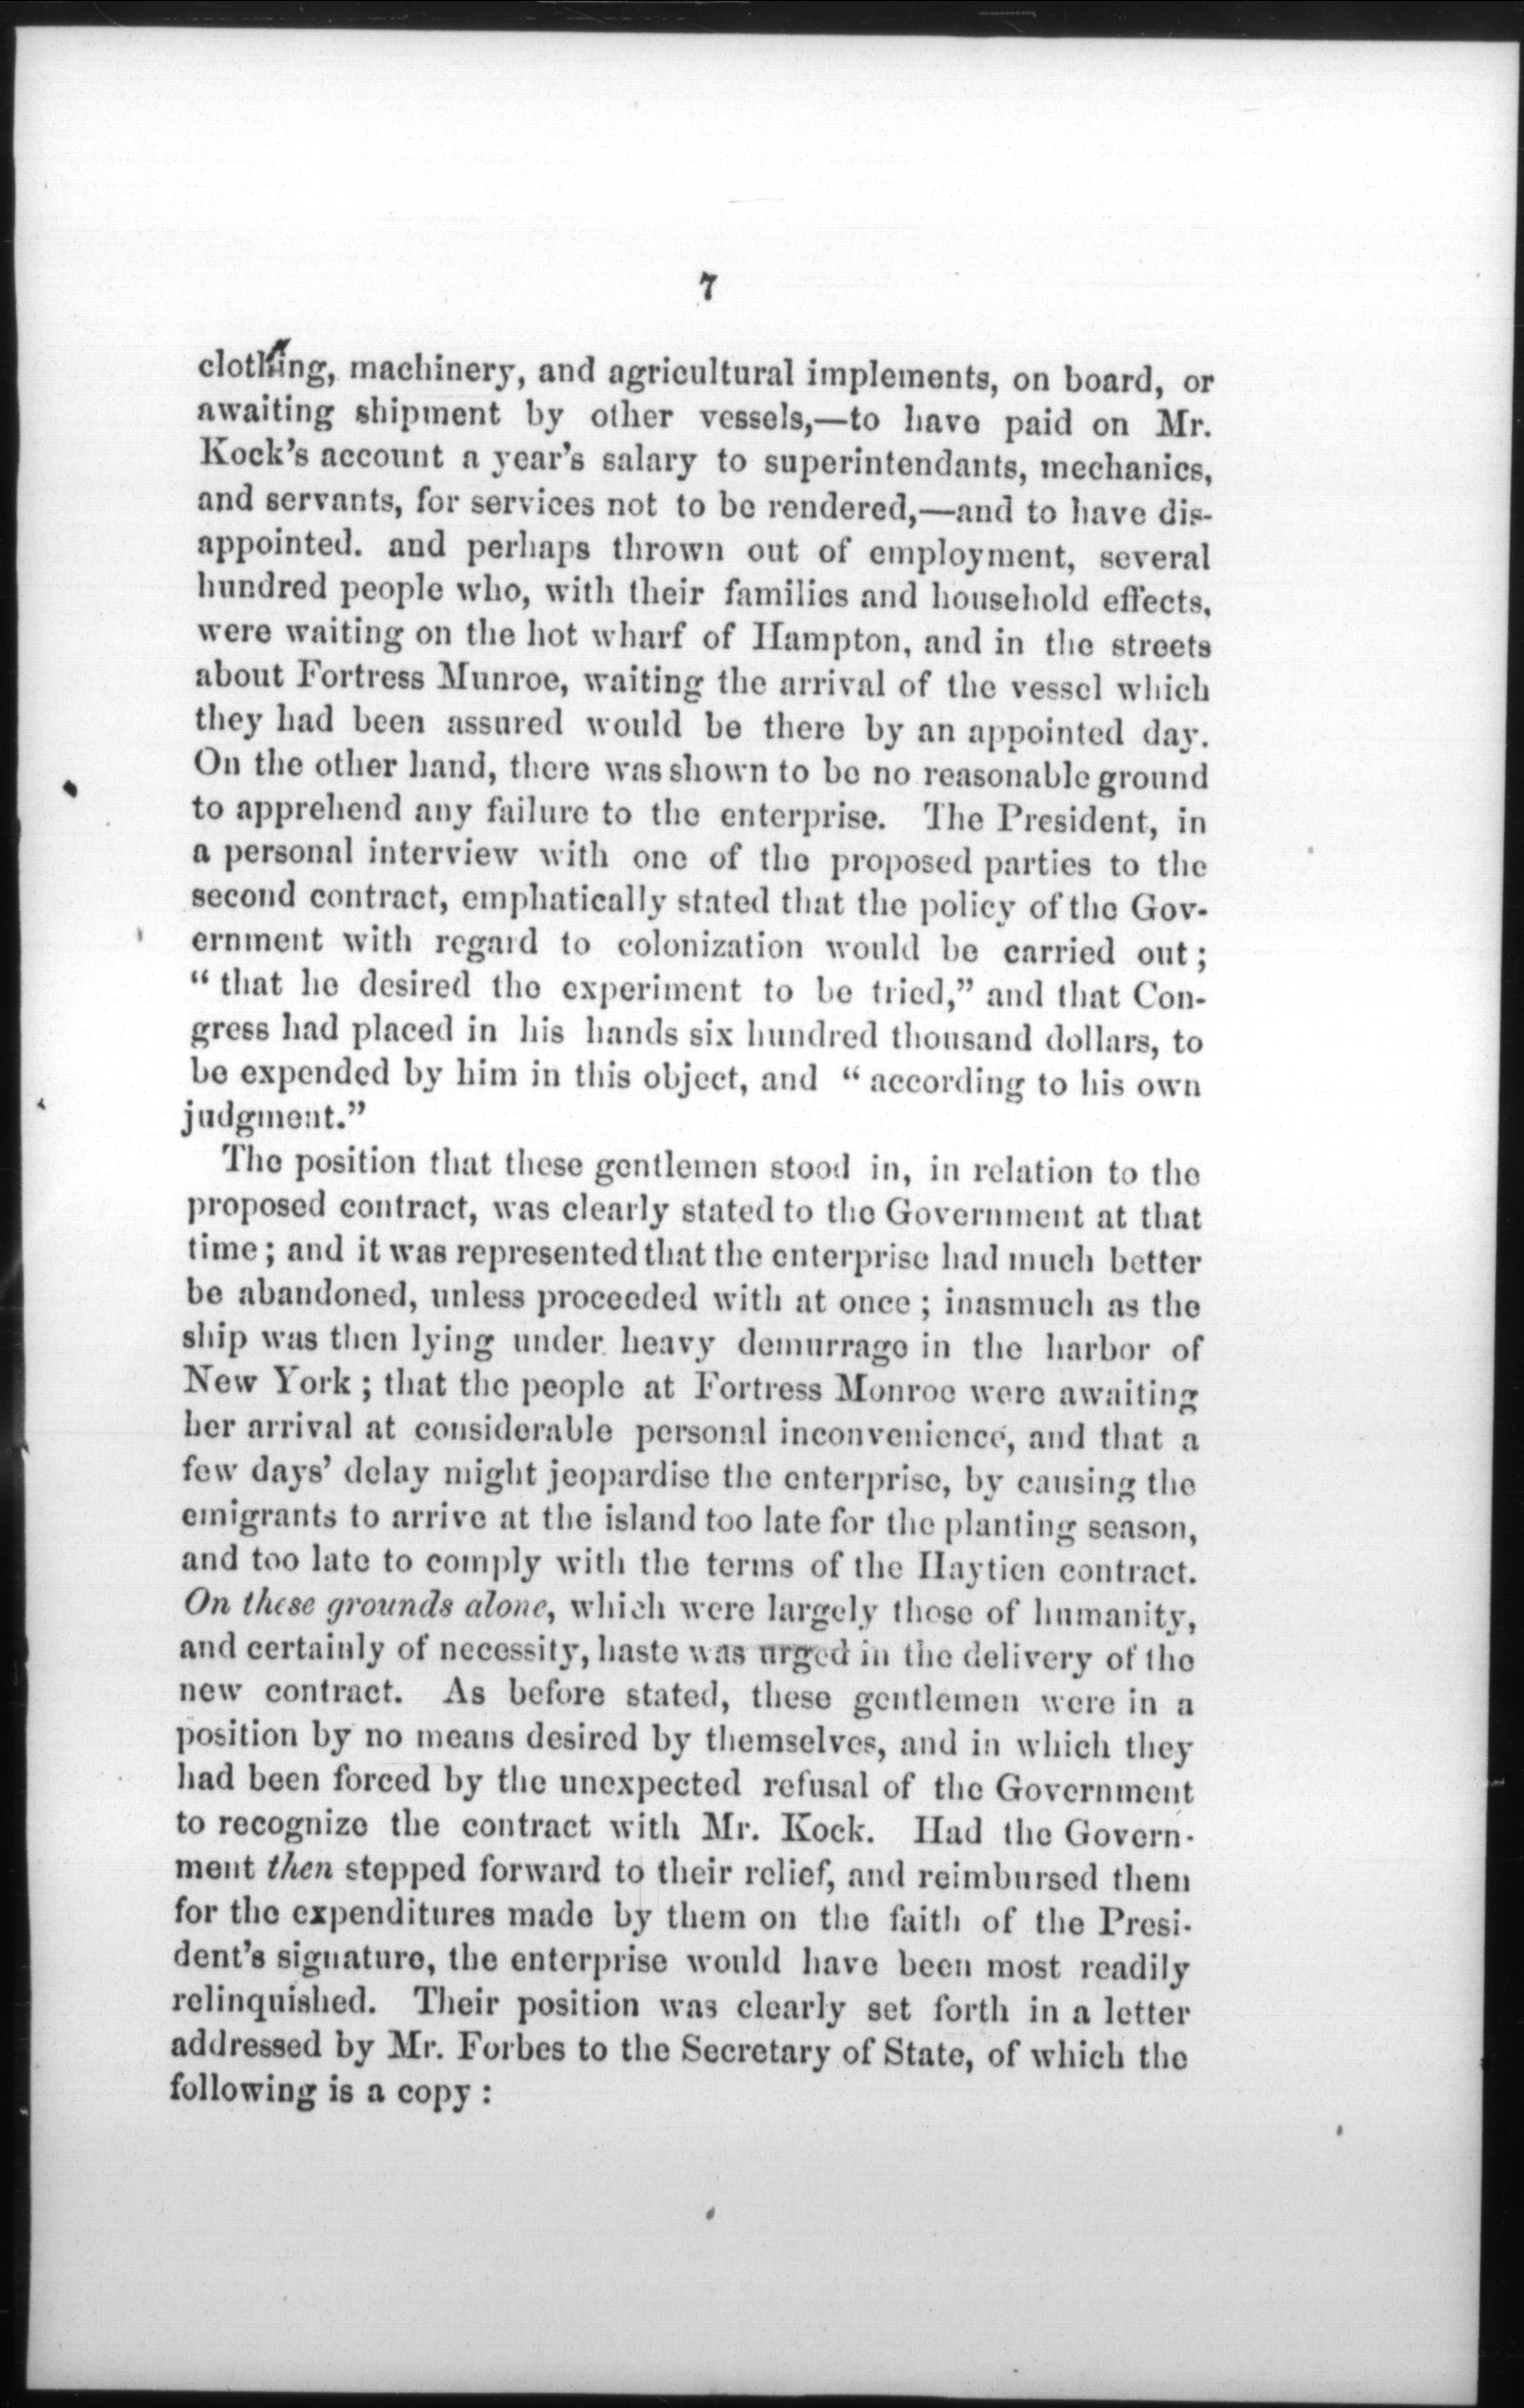 7
clothing, machinery, and agricultural implements, on board, or
awaiting shipment by other vessels,—to have paid on Mr.
Kock's account a year's salary to superintendants, mechanics,
and servants, for services not to be rendered,—and to have dis-
appointed. and perhaps thrown out of employment, several
hundred people who, with their families and household effects,
were waiting on the hot wharf of Hampton, and in the streets
about Fortress Munroe, waiting the arrival of the vessel which
they had been assured would be there by an appointed day.
On the other hand, there was shown to be no reasonable ground
to apprehend any failure to the enterprise. The President, in
a personal interview with one of the proposed parties to the
second contract, emphatically stated that the policy of the Gov-
ernment with regard to colonization would be carried out;
"that he desired the experiment to be tried," and that Con-
gress had placed in his hands six hundred thousand dollars, to
be expended by him in this object, and "according to his own
judgment."
The position that these gentlemen stood in, in relation to the
proposed contract, was clearly stated to the Government at that
time; and it was represented that the enterprise had much better
be abandoned, unless proceeded with at once; inasmuch as the
ship was then lying under heavy demurrage in the harbor of
New York; that the people at Fortress Monroe were awaiting
her arrival at considerable personal inconvenience, and that a
few days' delay might jeopardise the enterprise, by causing the
emigrants to arrive at the island too late for the planting season,
and too late to comply with the terms of the Haytien contract.
On these grounds alone, which were largely those of humanity,
and certainly of necessity, haste was urged in the delivery of the
new contract. As before stated, these gentlemen were in a
position by no means desired by themselves, and in which they
had been forced by the unexpected refusal of the Government
to recognize the contract with Mr. Kock. Had the Govern-
ment then stepped forward to their relief, and reimbursed them
for the expenditures made by them on the faith of the Presi-
dent's signature, the enterprise would have been most readily
relinquished. Their position was clearly set forth in a letter
addressed by Mr. Forbes to the Secretary of State, of which the
following is a copy: